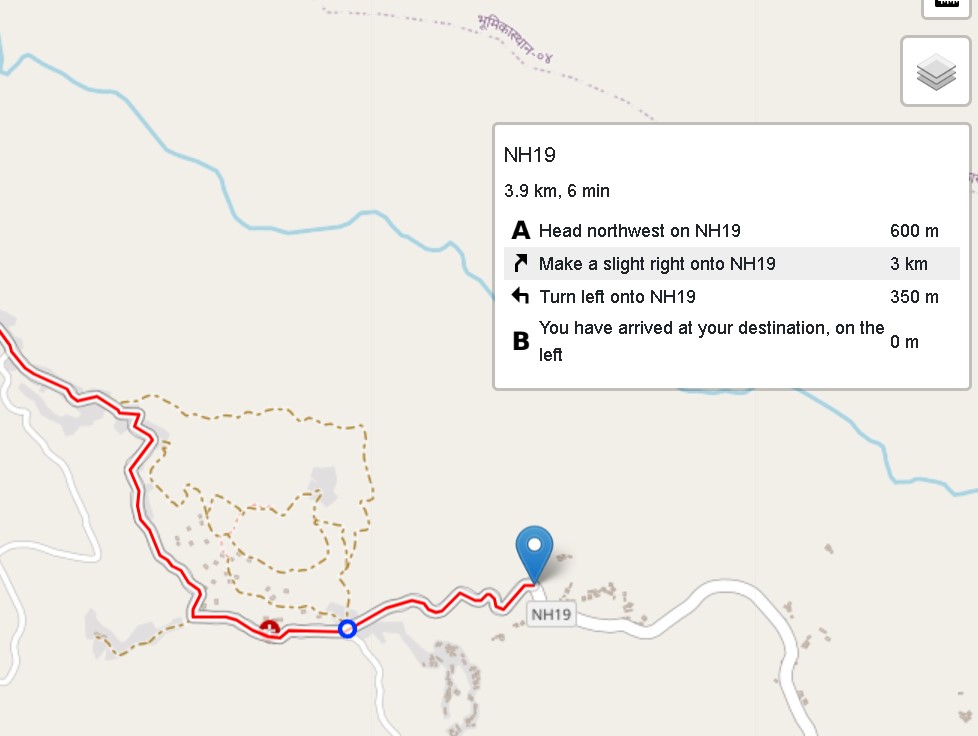 भूमिकास्थान-०४
NH19
3.9 km, 6 min
A Head northwest on NH19 600 m
Make a slight right onto NH19 3 km
Turn left onto NH19 350 m
B You have arrived at your destination, on the
left 0 m
NH19